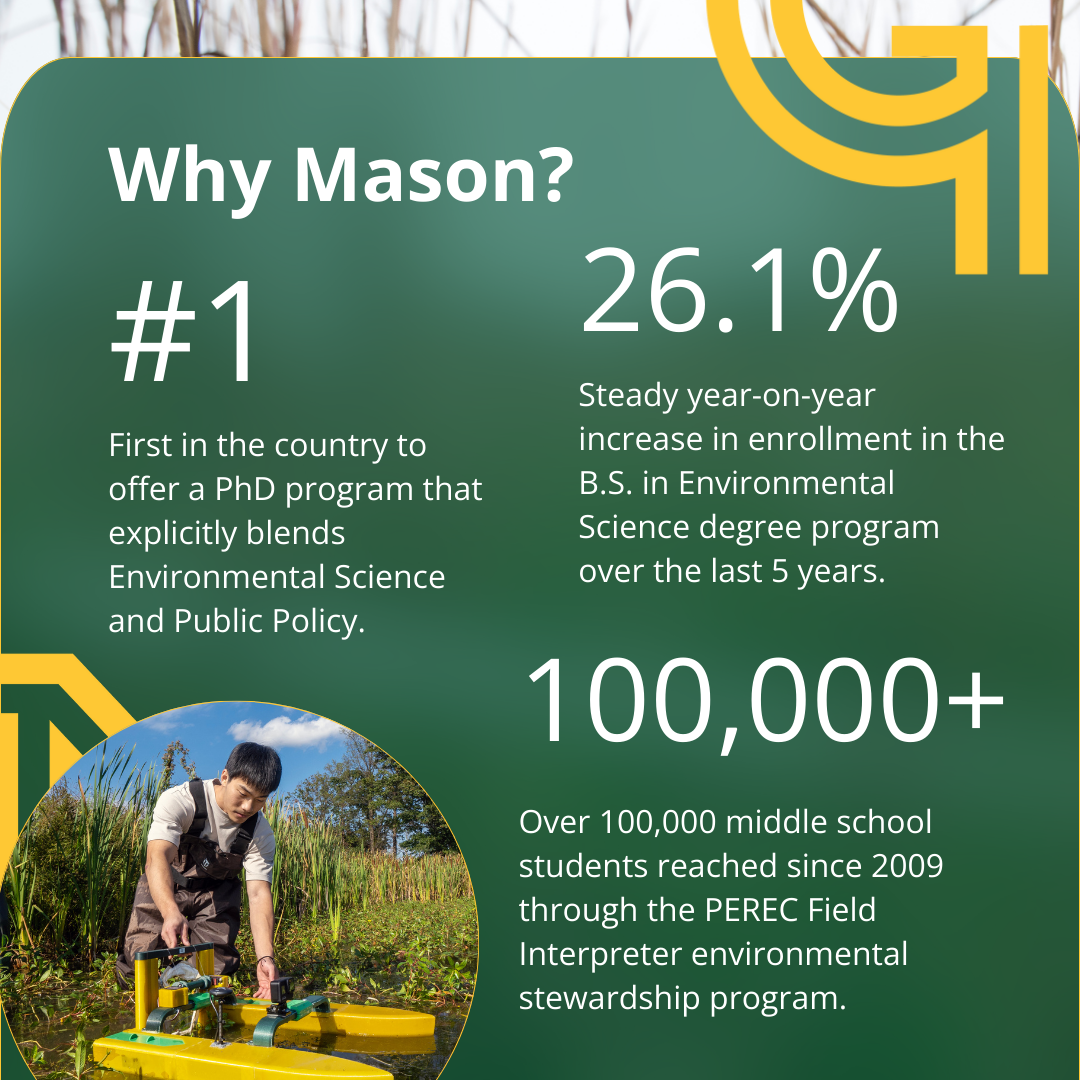 Why Mason?
#1
First in the country to
offer a PhD program that
explicitly blends
Environmental Science
and Public Policy.
26.1%
Steady year-on-year
increase in enrollment in the
B.S. in Environmental
Science degree program
over the last 5 years.
100,000+
Over 100,000 middle school
students reached since 2009
through the PEREC Field
Interpreter environmental
stewardship program.